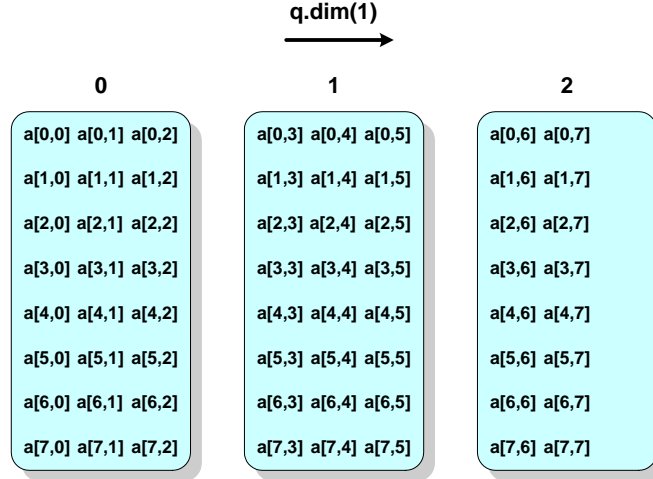 q.dim(1)
0 1 2
a[0,0] a[0,1] a[0,2] a[0,3] a[0,4] a[0,5] a[0,6] a[0,7]
a[1,0] a[1,1] a[1,2] a[1,3] a[1,4] a[1,5] a[1,6] a[1,7]
a[2,0] a[2,1] a[2,2] a[2,3] a[2,4] a[2,5] a[2,6] a[2,7]
a[3,0] a[3,1] a[3,2] a[3,3] a[3,4] a[3,5] a[3,6] a[3,7]
a[4,0] a[4,1] a[4,2] a[4,3] a[4,4] a[4,5] a[4,6] a[4,7]
a[5,0] a[5,1] a[5,2] a[5,3] a[5,4] a[5,5] a[5,6] a[5,7]
a[6,0] a[6,1] a[6,2] a[6,3] a[6,4] a[6,5] a[6,6] a[6,7]
a[7,0] a[7,1] a[7,2] a[7,3] a[7,4] a[7,5] a[7,6] a[7,7]